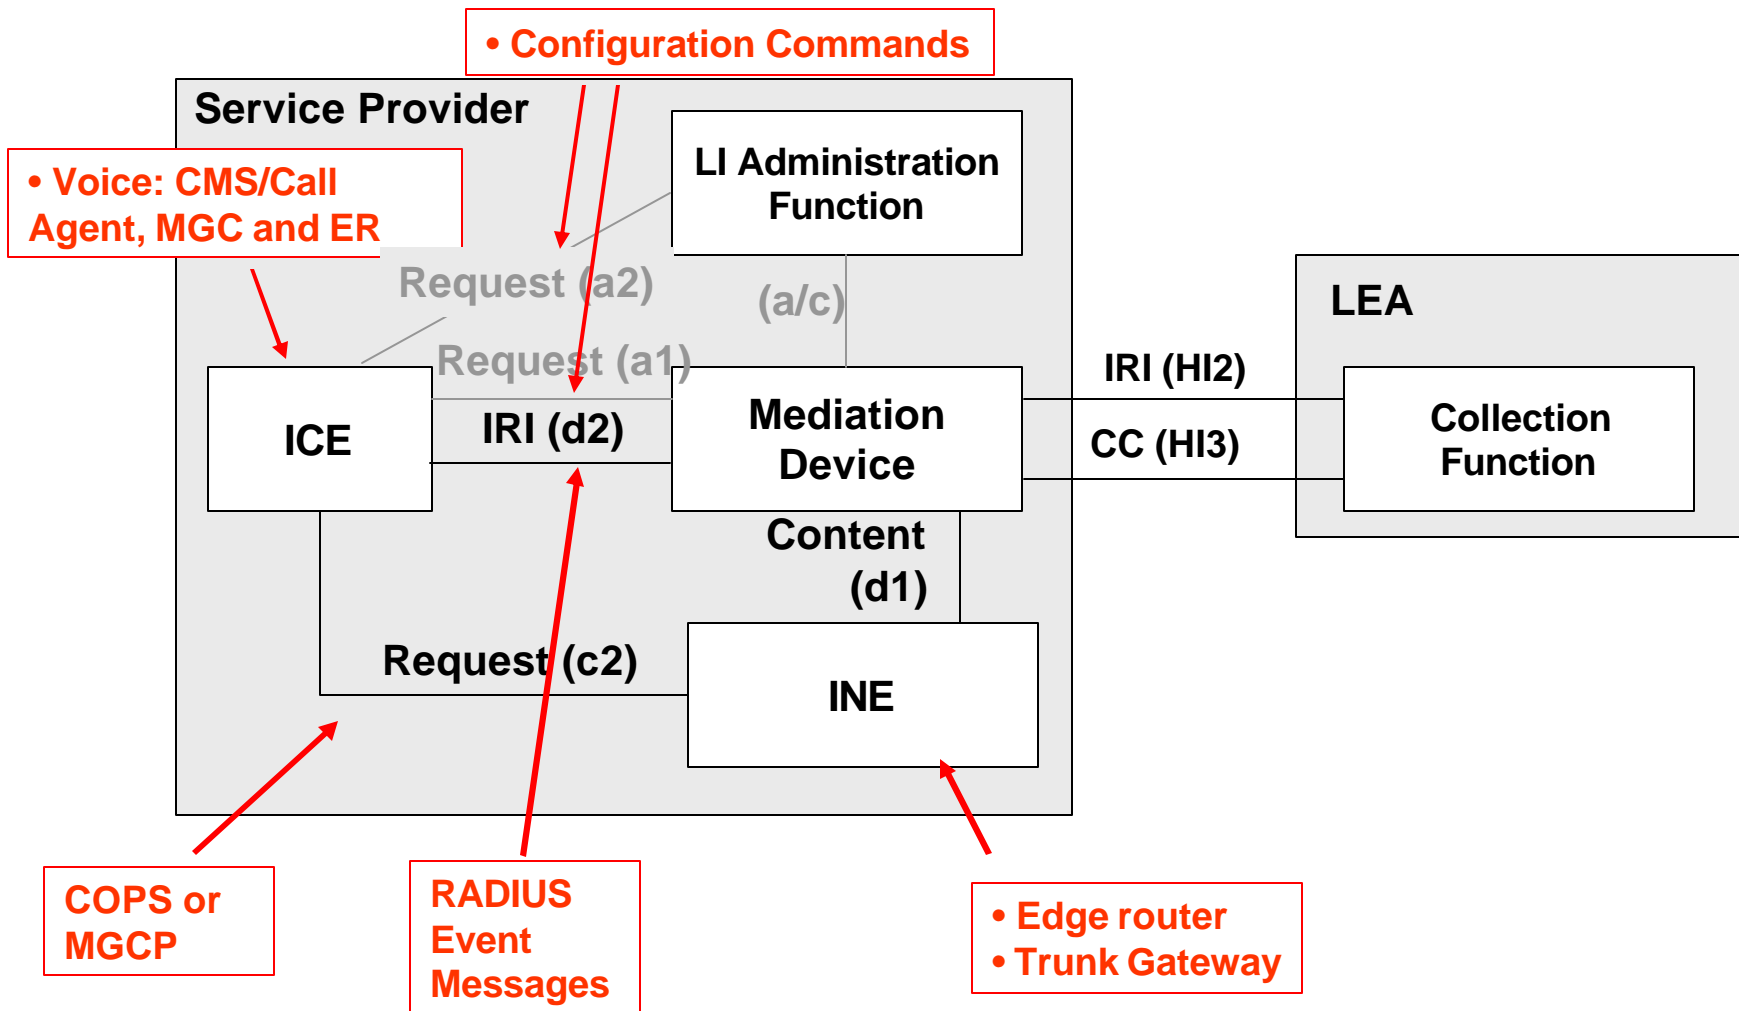 • Configuration Commands
Service Provider
LI Administration
Function
• Voice: CMS/Call
Agent, MGC and ER
Request (a2)
(a/c)
LEA
Request (a1)
IRI (HI2)
ICE
IRI (d2)
Mediation
Device
CC (HI3)
Collection
Function
Content
(d1)
Request (c2)
INE
COPS or
MGCP
RADIUS
Event
Messages
• Edge router
• Trunk Gateway